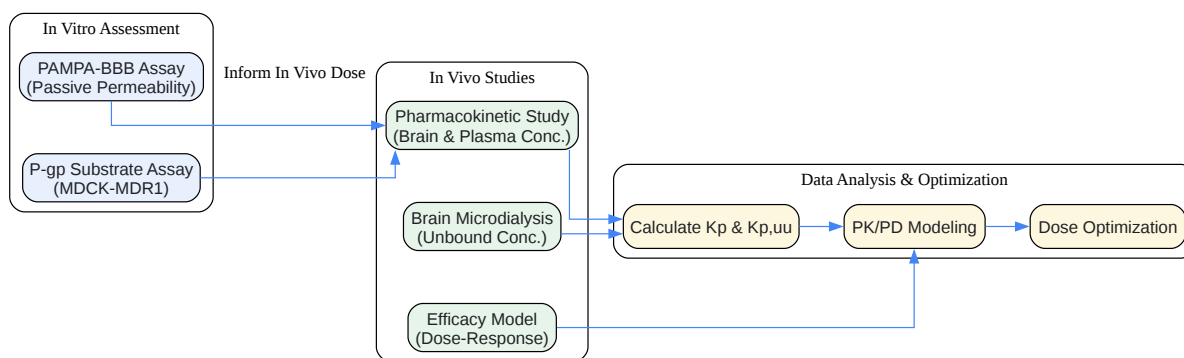 In Vitro Assessment
PAMPA-BBB Assay
(Passive Permeability)
P-gp Substrate Assay
(MDCK-MDR1)
Inform In Vivo Dose
In Vivo Studies
Pharmacokinetic Study
(Brain & Plasma Conc.)
Brain Microdialysis
(Unbound Conc.)
Efficacy Model
(Dose-Response)
Data Analysis & Optimization
Calculate Kp & Kp,uu
PK/PD Modeling
Dose Optimization